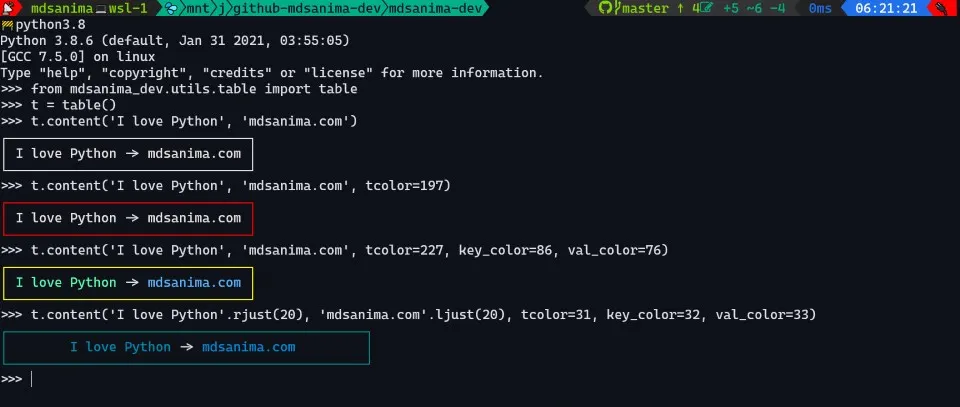 mdsanima wsl-1 mnt j github-mdsanima-dev mdsanima-dev master ↑ 4 +5 ~6 -4 0ms 06:21:21
python3.8
Python 3.8.6 (default, Jan 31 2021, 03:55:05)
[GCC 7.5.0] on linux
Type "help", "copyright", "credits" or "license" for more information.
>>> from mdsanima_dev.utils.table import table
>>> t = table()
>>> t.content('I love Python', 'mdsanima.com')
I love Python -> mdsanima.com
>>> t.content('I love Python', 'mdsanima.com', tcolor=197)
I love Python -> mdsanima.com
>>> t.content('I love Python', 'mdsanima.com', tcolor=227, key_color=86, val_color=76)
I love Python -> mdsanima.com
>>> t.content('I love Python'.rjust(20), 'mdsanima.com'.ljust(20), tcolor=31, key_color=32, val_color=33)
I love Python -> mdsanima.com
>>>